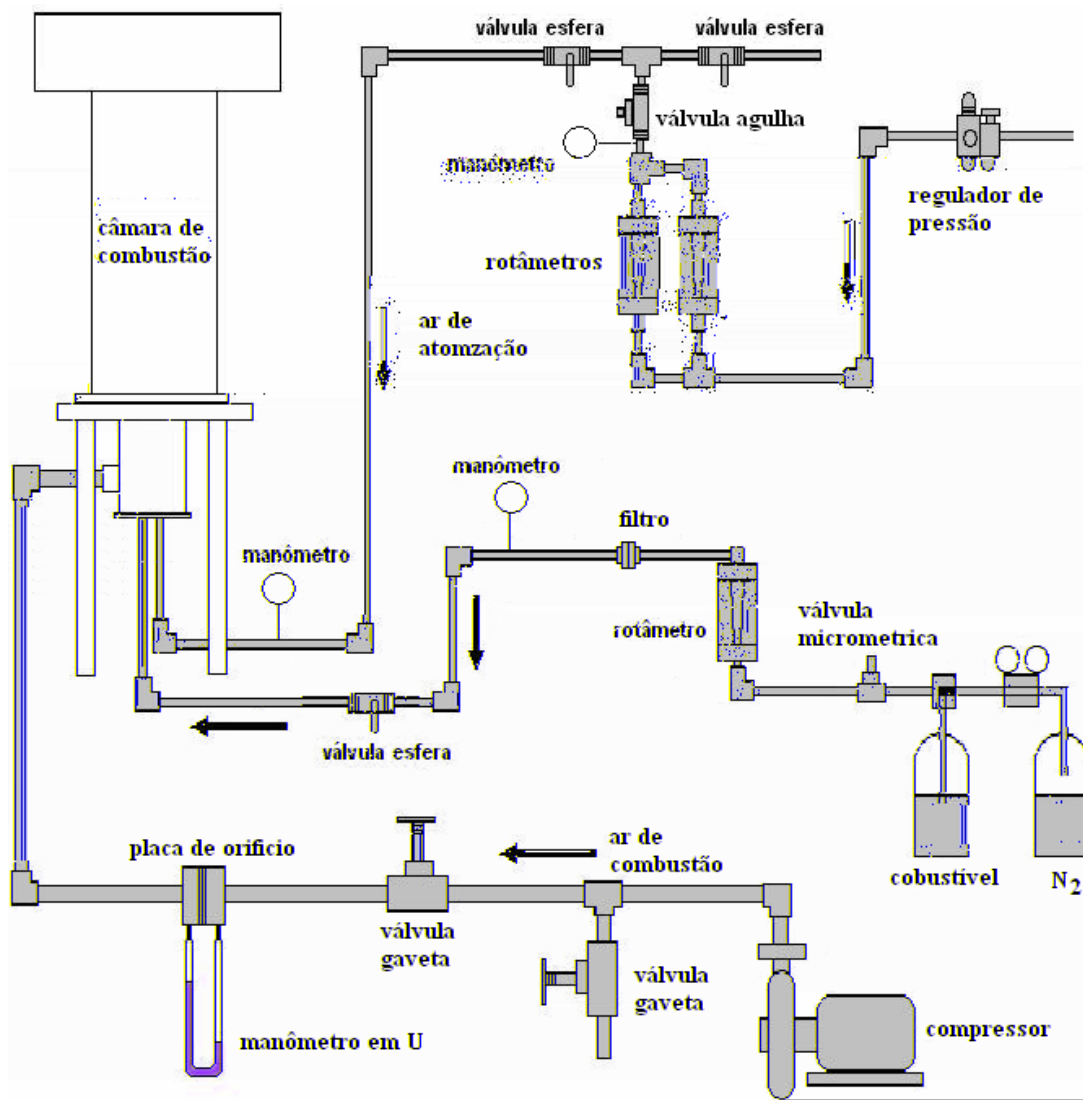 válvula esfera
válvula esfera
válvula agulha
manômetro
regulador de
pressão
câmara de
combustão
rotâmetros
ar de
atomzação
manômetro
filtro
manômetro
rotâmetro
válvula
micrometrica
válvula esfera
placa de orificio
ar de
combustão
cobustível
N2
válvula
gaveta
válvula
gaveta
manômetro em U
compressor